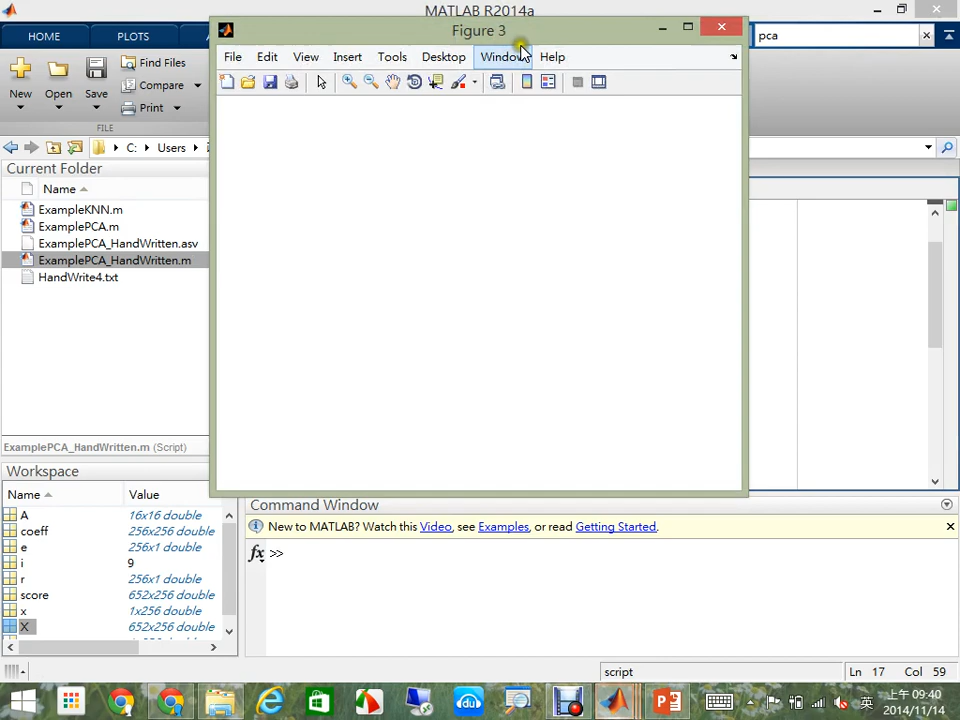 MATLAB R2014a
HOME
PLOTS
A
pca
Figure 3
File Edit View Insert Tools Desktop Window Help
New
Open
Save
Find Files
Compare
Print
FILE
C:
Users
Current Folder
Name
ExampleKNN.m
ExamplePCA.m
ExamplePCA_HandWritten.asv
ExamplePCA_HandWritten.m
HandWrite4.txt
ExamplePCA_HandWritten.m (Script)
Workspace
Name Value
A 16x16 double
coeff 256x256 double
e 256x1 double
i 9
r 256x1 double
score 652x256 double
x 1x256 double
X 652x256 double
Command Window
New to MATLAB? Watch this Video, see Examples, or read Getting Started.
fx >>
script
Ln 17 Col 59
du
英
上午 09:40
2014/11/14